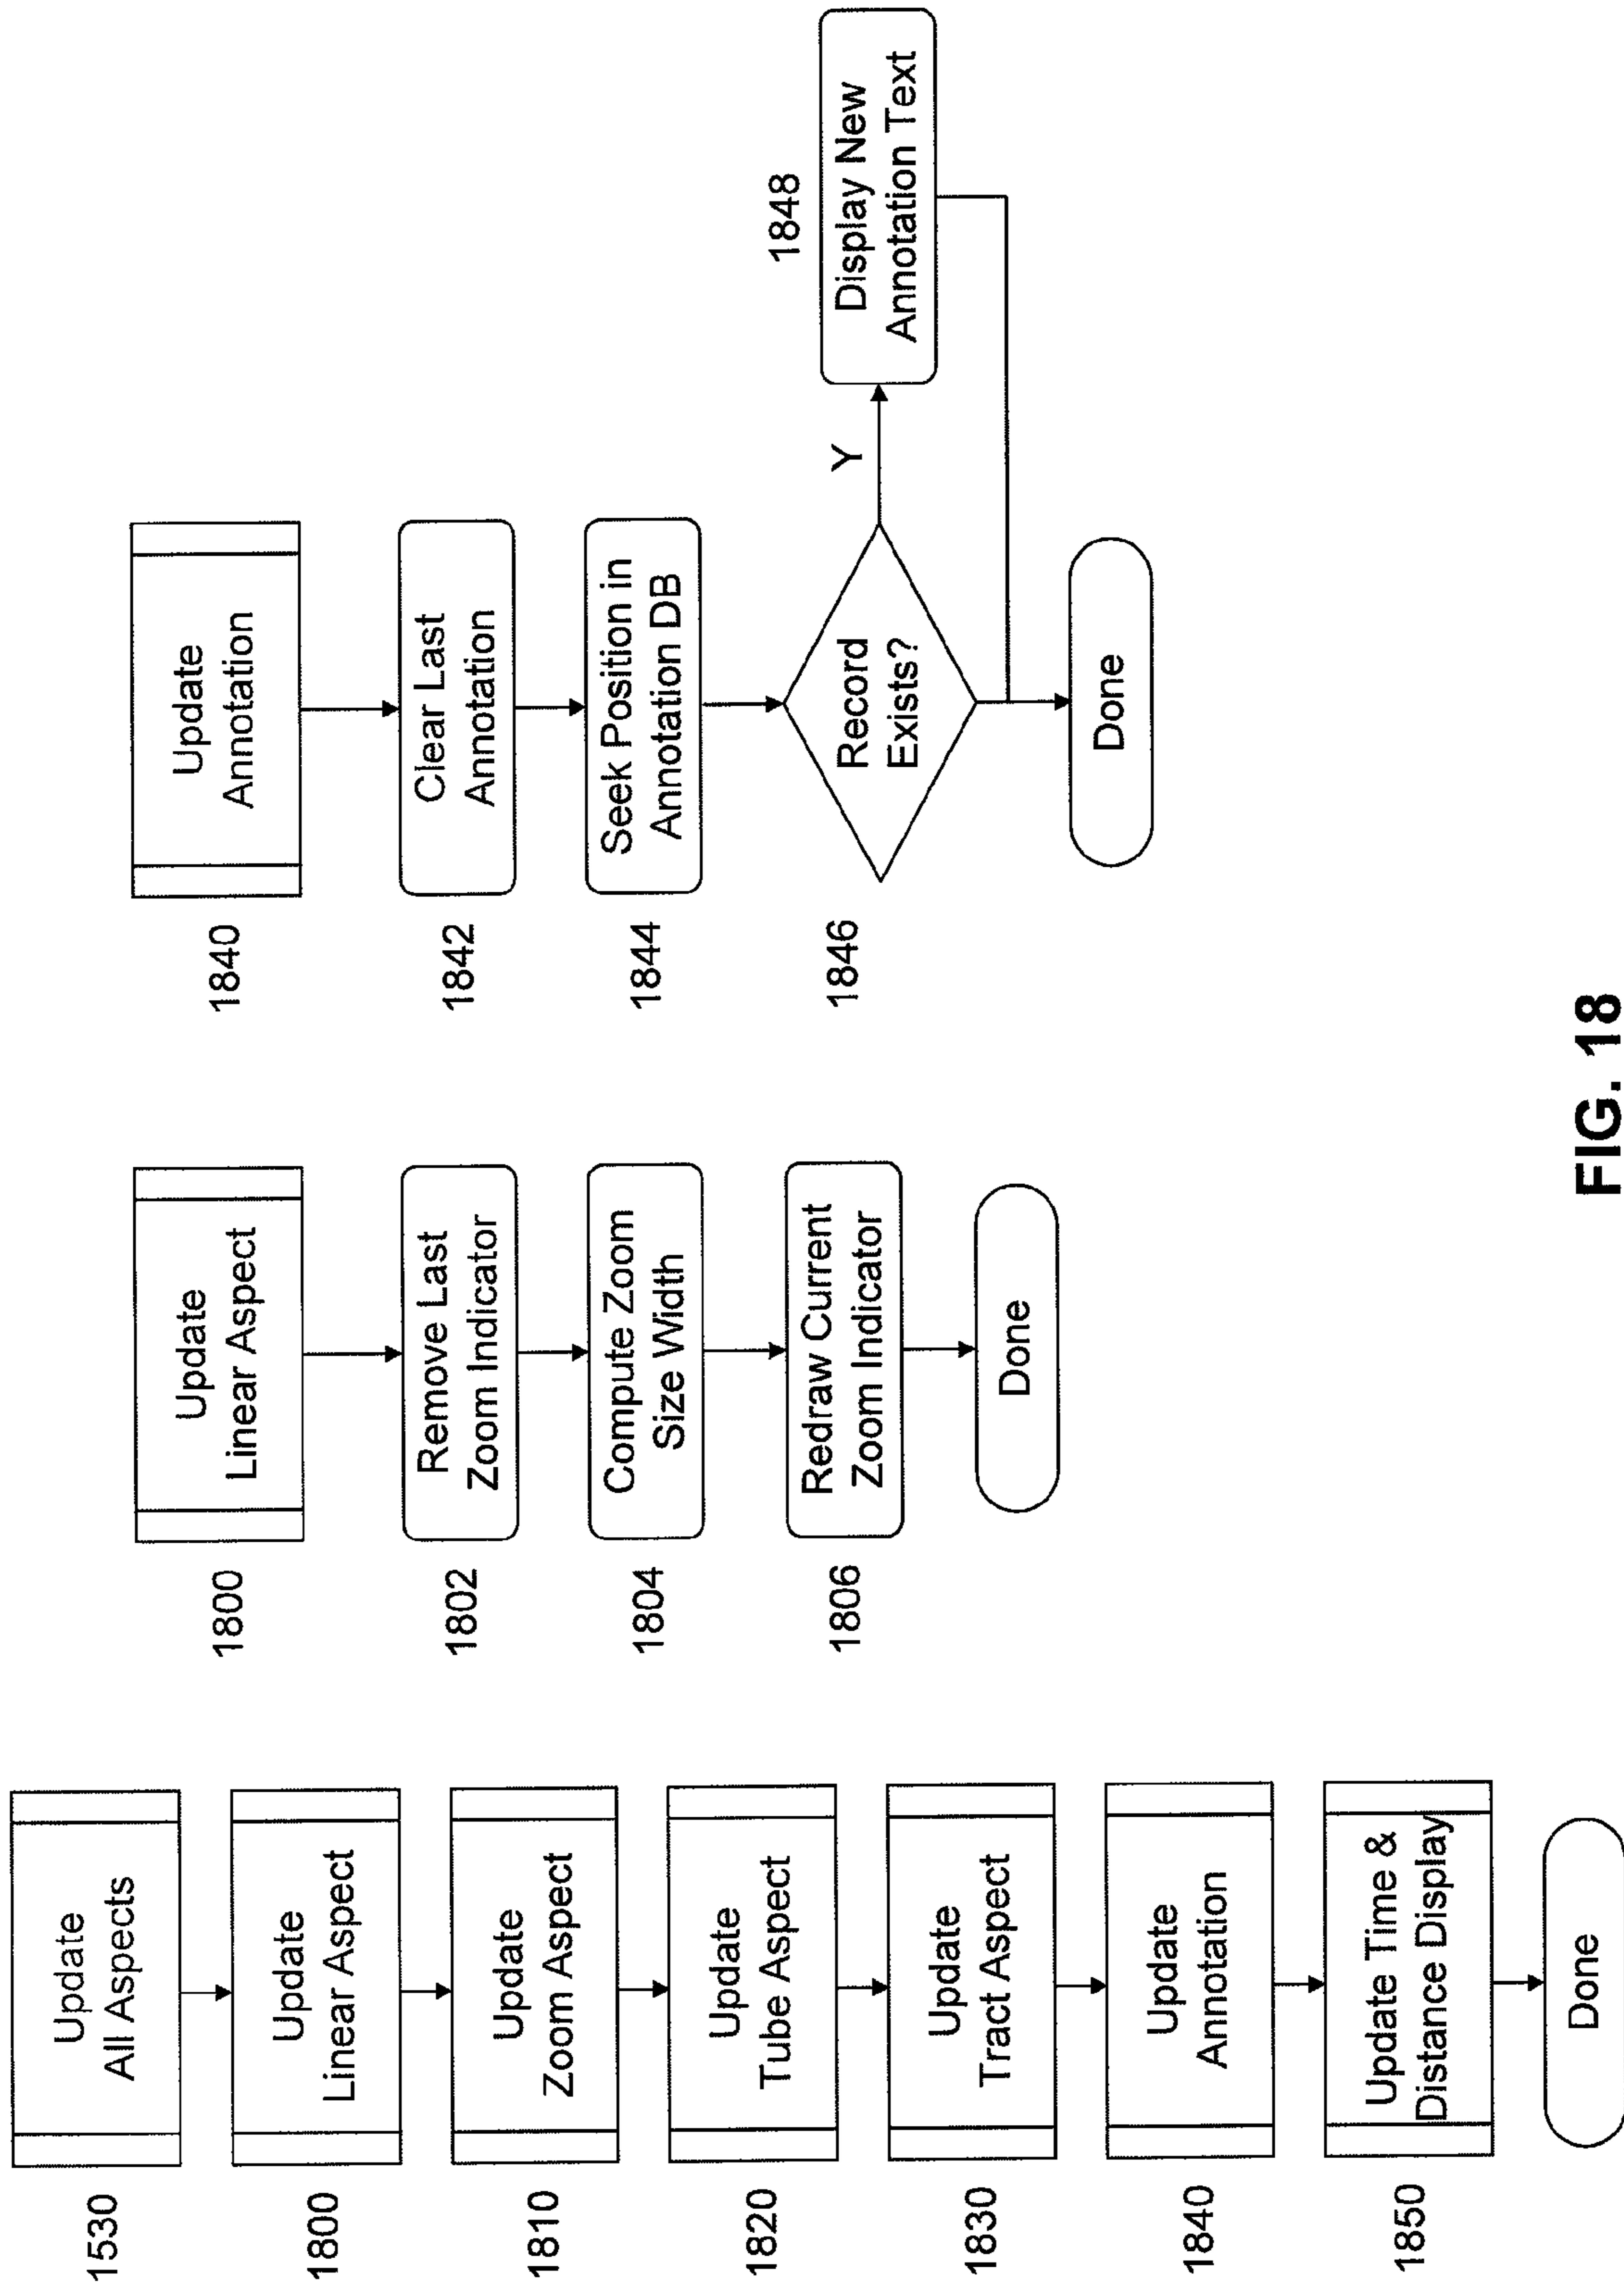 1530
Update
All Aspects
1800
Update
Linear Aspect
1810
Update
Zoom Aspect
1820
Update
Tube Aspect
1830
Update
Tract Aspect
1840
Update
Annotation
1850
Update Time &
Distance Display
Done
1800
Update
Linear Aspect
1802
Remove Last
Zoom Indicator
1804
Compute Zoom
Size Width
1806
Redraw Current
Zoom Indicator
Done
1840
Update
Annotation
1842
Clear Last
Annotation
1844
Seek Position in
Annotation DB
1846
Record
Exists?
Y
1848
Display New
Annotation Text
Done
FIG. 18